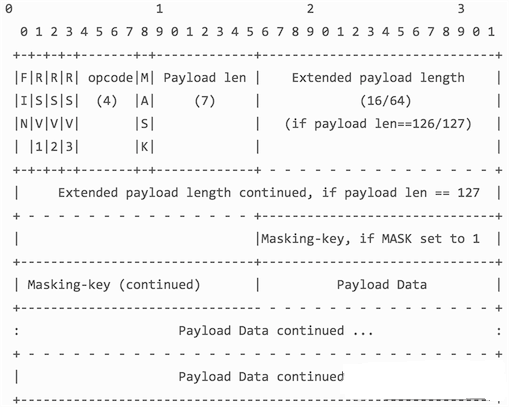 0                   1                   2                   3
 0 1 2 3 4 5 6 7 8 9 0 1 2 3 4 5 6 7 8 9 0 1 2 3 4 5 6 7 8 9 0 1
+-+-+-+-+-------+-+-------------+-------------------------------+
|F|R|R|R| opcode|M| Payload len |    Extended payload length    |
|I|S|S|S|  (4)  |A|     (7)     |             (16/64)           |
|N|V|V|V|       |S|             |   (if payload len==126/127)   |
| |1|2|3|       |K|             |                               |
+-+-+-+-+-------+-+-------------+ - - - - - - - - - - - - - - - +
|     Extended payload length continued, if payload len == 127  |
+ - - - - - - - - - - - - - - - +-------------------------------+
|                               |Masking-key, if MASK set to 1  |
+-------------------------------+-------------------------------+
| Masking-key (continued)       |          Payload Data         |
+-------------------------------- - - - - - - - - - - - - - - - +
:                     Payload Data continued ...                :
+ - - - - - - - - - - - - - - - - - - - - - - - - - - - - - - - +
|                     Payload Data continued
+---------------------------------------------------------------